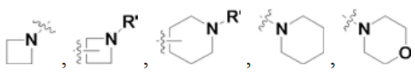 N , N R' , N R' , N , N O